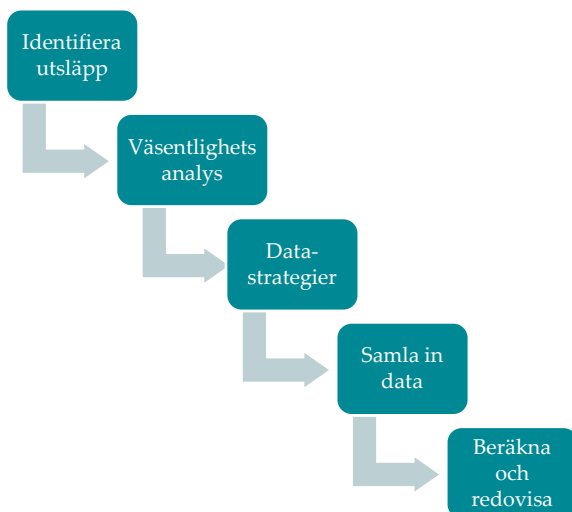 Identifiera
utsläpp
Väsentlighets
analys
Data-
strategier
Samla in
data
Beräkna
och
redovisa